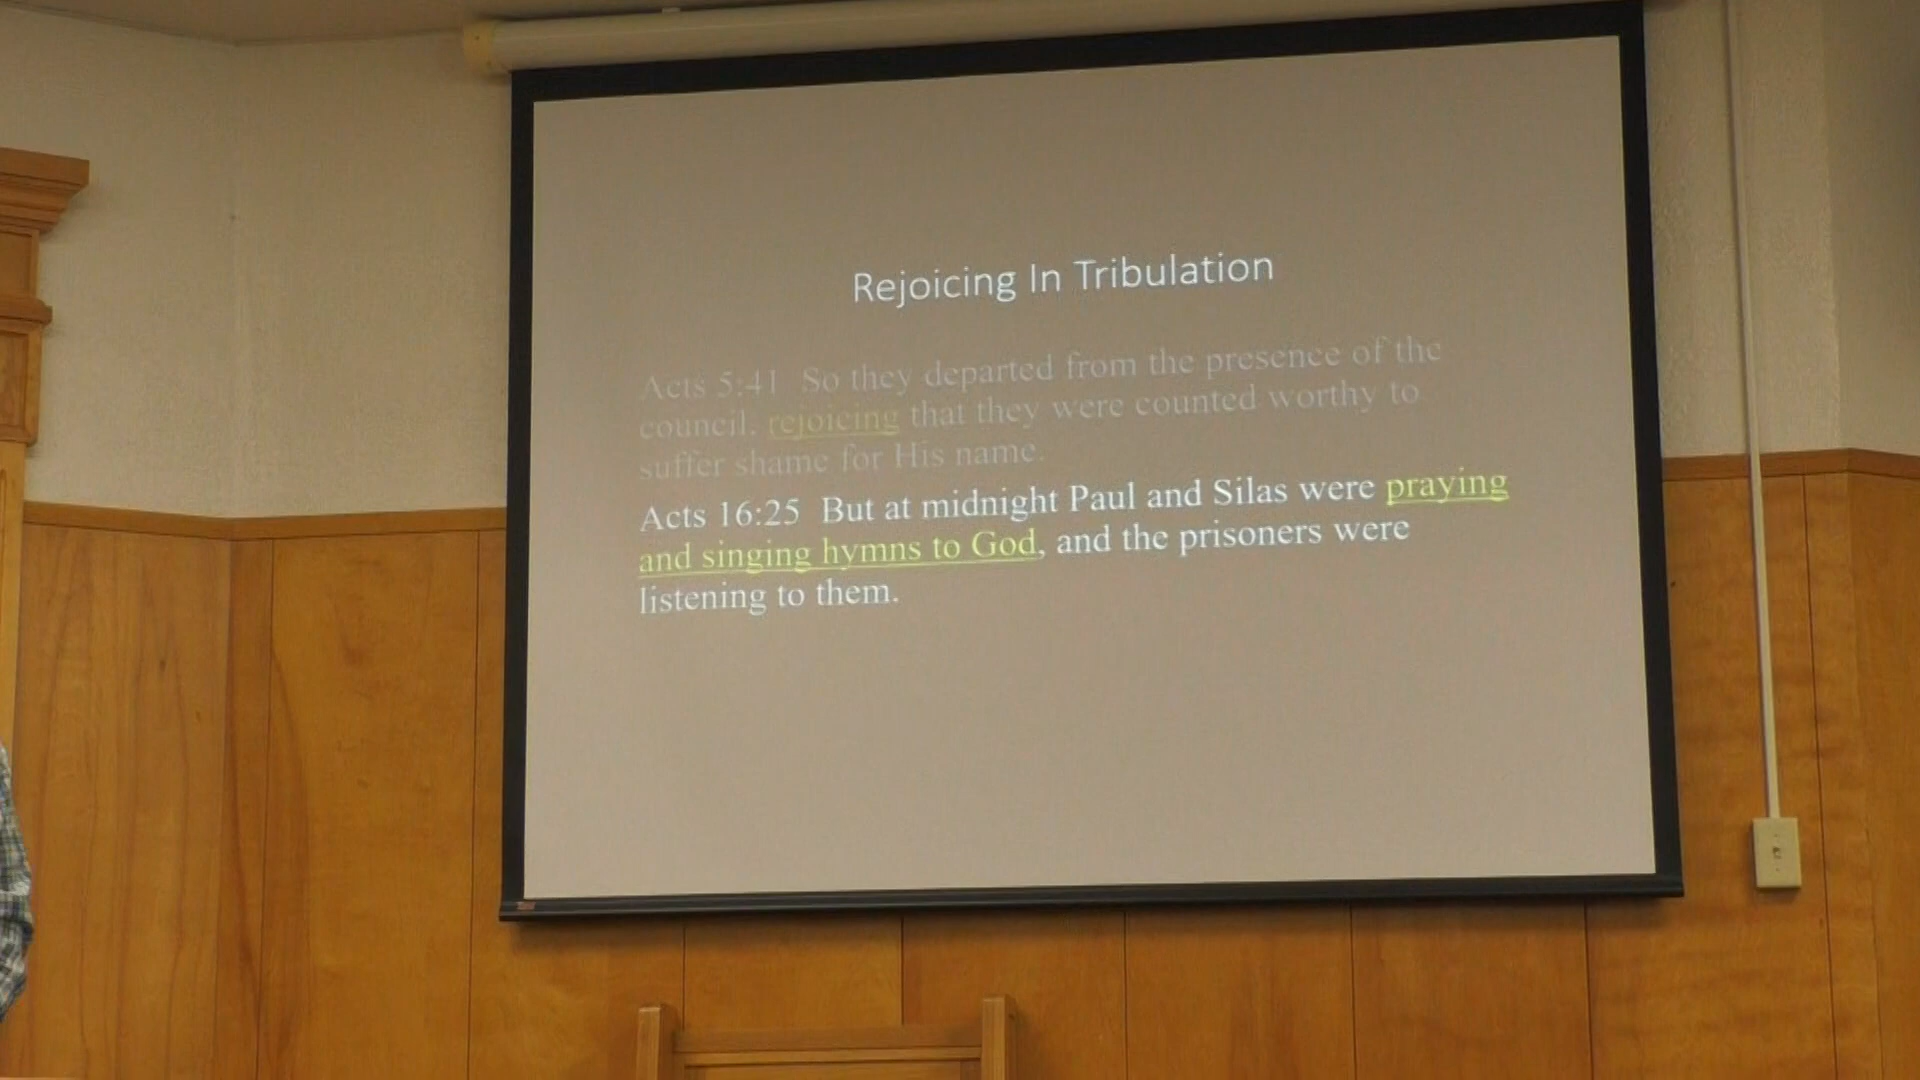 Rejoicing In Tribulation
Acts 5:41 So they departed from the presence of the
council, rejoicing that they were counted worthy to
suffer shame for His name.
Acts 16:25 But at midnight Paul and Silas were praying
and singing hymns to God, and the prisoners were
listening to them.